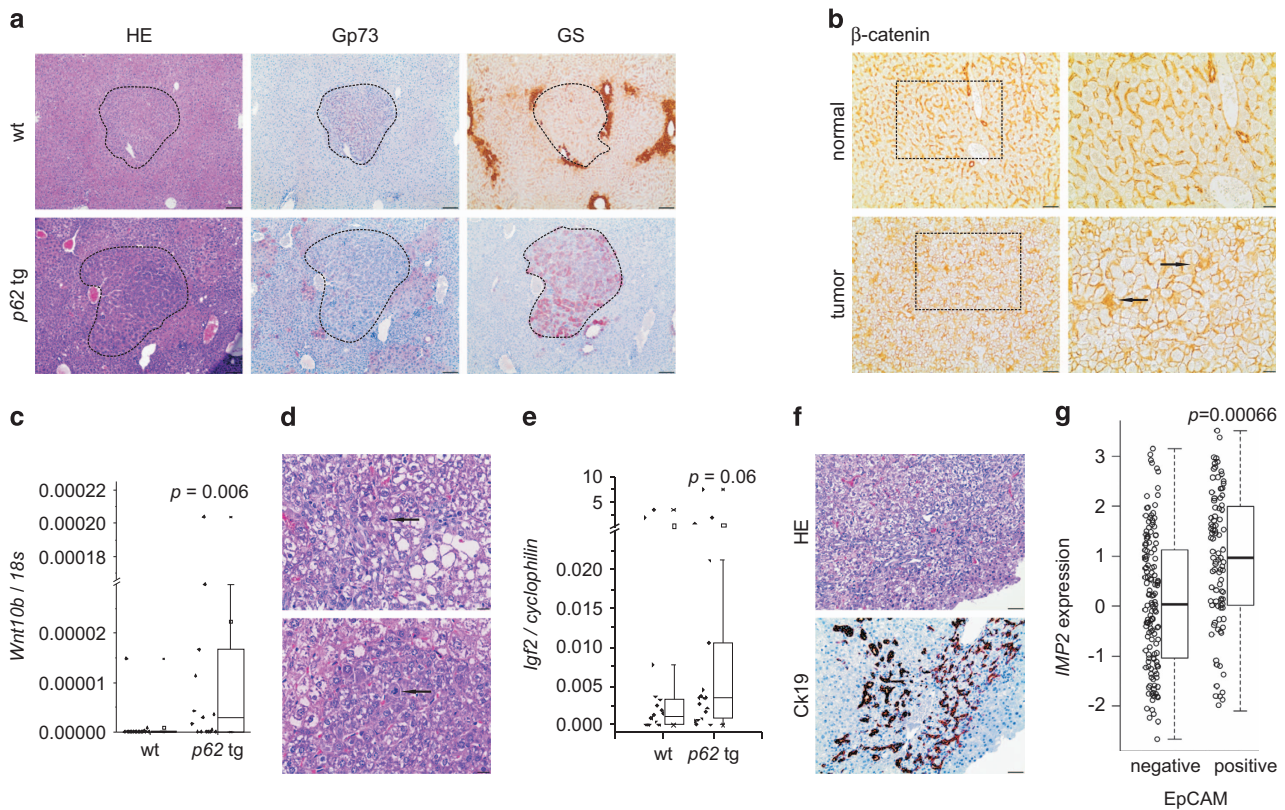 a
HE
Gp73
GS
wt
p62 tg
b
β-catenin
normal
tumor
c
p = 0.006
Wnt10b / 18s
0.00022
0.00020
0.00018
0.00002
0.00001
0.00000
wt
p62 tg
d
e
p = 0.06
Igf2 / cyclophilin
10
5
0.020
0.015
0.010
0.005
0.000
wt
p62 tg
f
HE
Ck19
g
p=0.00066
IMP2 expression
3
2
1
0
-1
-2
negative
positive
EpCAM